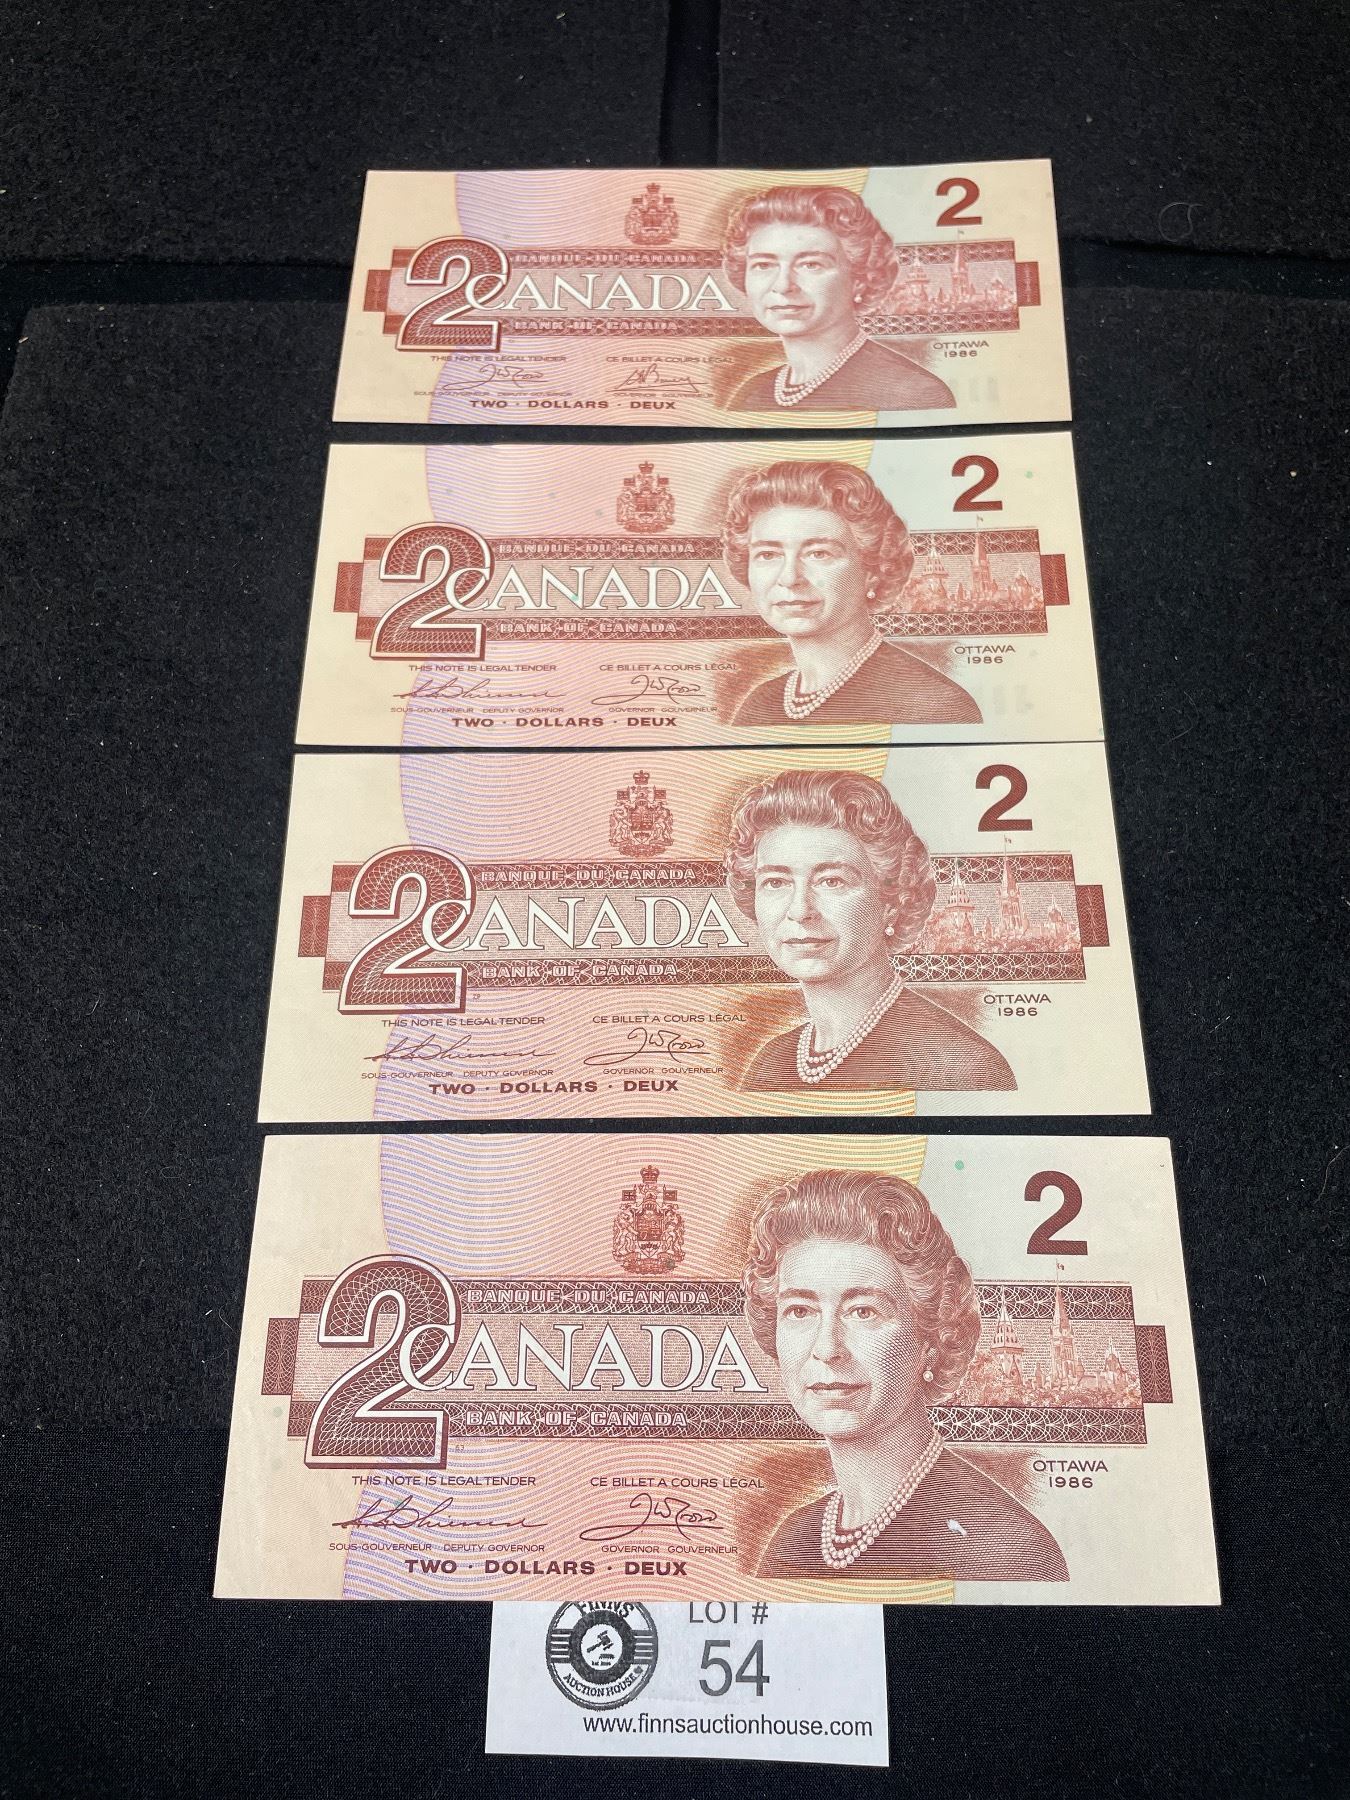 2
BANQUE DU CANADA
2 CANADA
BANK OF CANADA
OTTAWA
1986
THIS NOTE IS LEGAL TENDER CE BILLET A COURS LÉGAL
SOUS-GOUVERNEUR DEPUTY GOVERNOR
TWO · DOLLARS · DEUX
2
BANQUE DU CANADA
2 CANADA
BANK OF CANADA
OTTAWA
1986
THIS NOTE IS LEGAL TENDER CE BILLET A COURS LÉGAL
SOUS-GOUVERNEUR DEPUTY GOVERNOR GOVERNOR GOUVERNEUR
TWO · DOLLARS · DEUX
2
BANQUE DU CANADA
2 CANADA
BANK OF CANADA
OTTAWA
1986
THIS NOTE IS LEGAL TENDER CE BILLET A COURS LÉGAL
SOUS-GOUVERNEUR DEPUTY GOVERNOR GOVERNOR GOUVERNEUR
TWO · DOLLARS · DEUX
2
BANQUE DU CANADA
2 CANADA
BANK OF CANADA
OTTAWA
1986
THIS NOTE IS LEGAL TENDER CE BILLET A COURS LÉGAL
SOUS-GOUVERNEUR DEPUTY GOVERNOR GOVERNOR GOUVERNEUR
TWO · DOLLARS · DEUX
FINNS
AUCTION HOUSE
LOT #
54
www.finnsauctionhouse.com